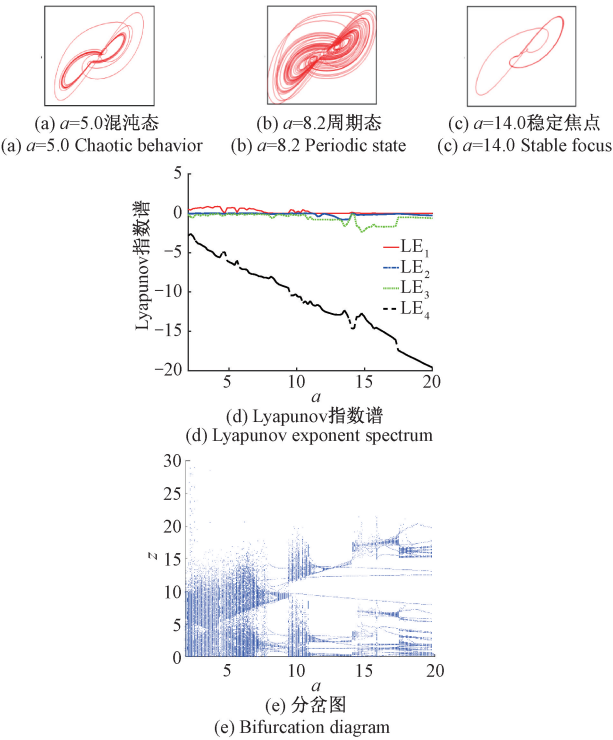 (a) a=5.0混沌态
(a) a=5.0 Chaotic behavior
(b) a=8.2周期态
(b) a=8.2 Periodic state
(c) a=14.0稳定焦点
(c) a=14.0 Stable focus
5
0
−5
−10
−15
−20
Lyapunov指数谱
LE1
LE2
LE3
LE4
5 10 15 20
a
(d) Lyapunov指数谱
(d) Lyapunov exponent spectrum
30
25
20
15
10
5
0
z
5 10 15 20
a
(e) 分岔图
(e) Bifurcation diagram